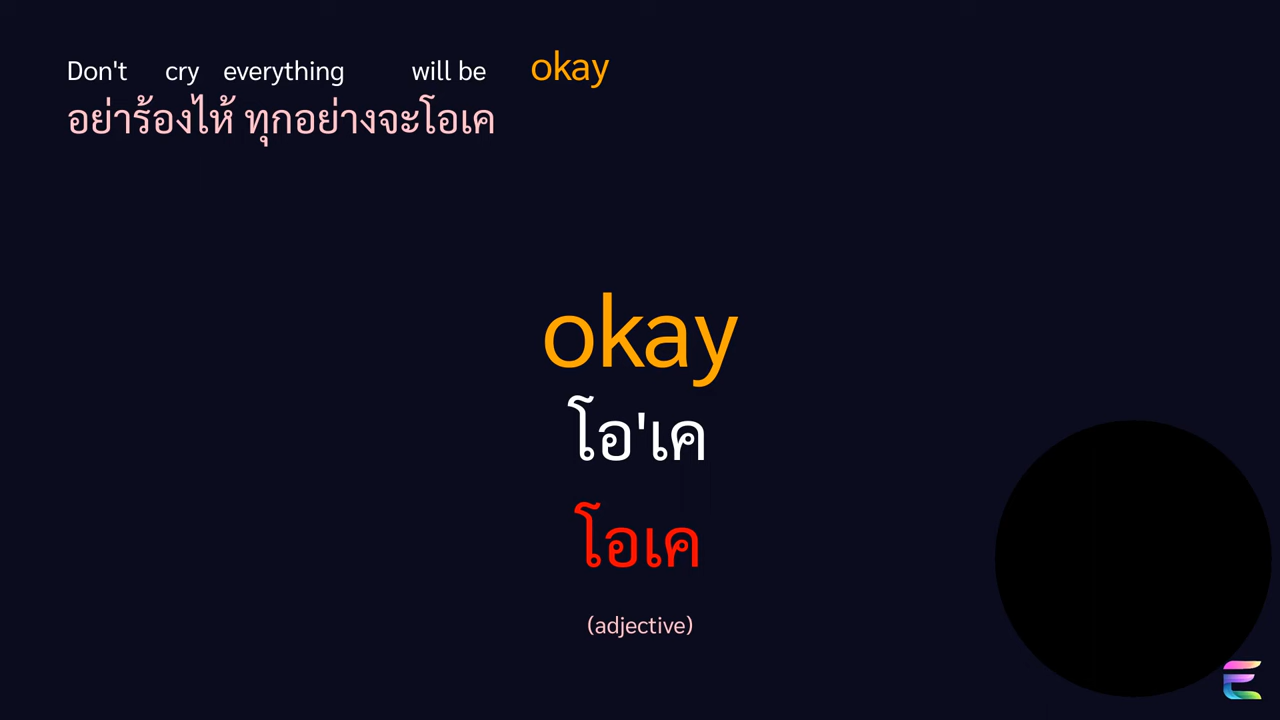 Don't cry everything will be okay
อย่าร้องไห้ ทุกอย่างจะโอเค
okay
โอ'เค
โอเค
(adjective)